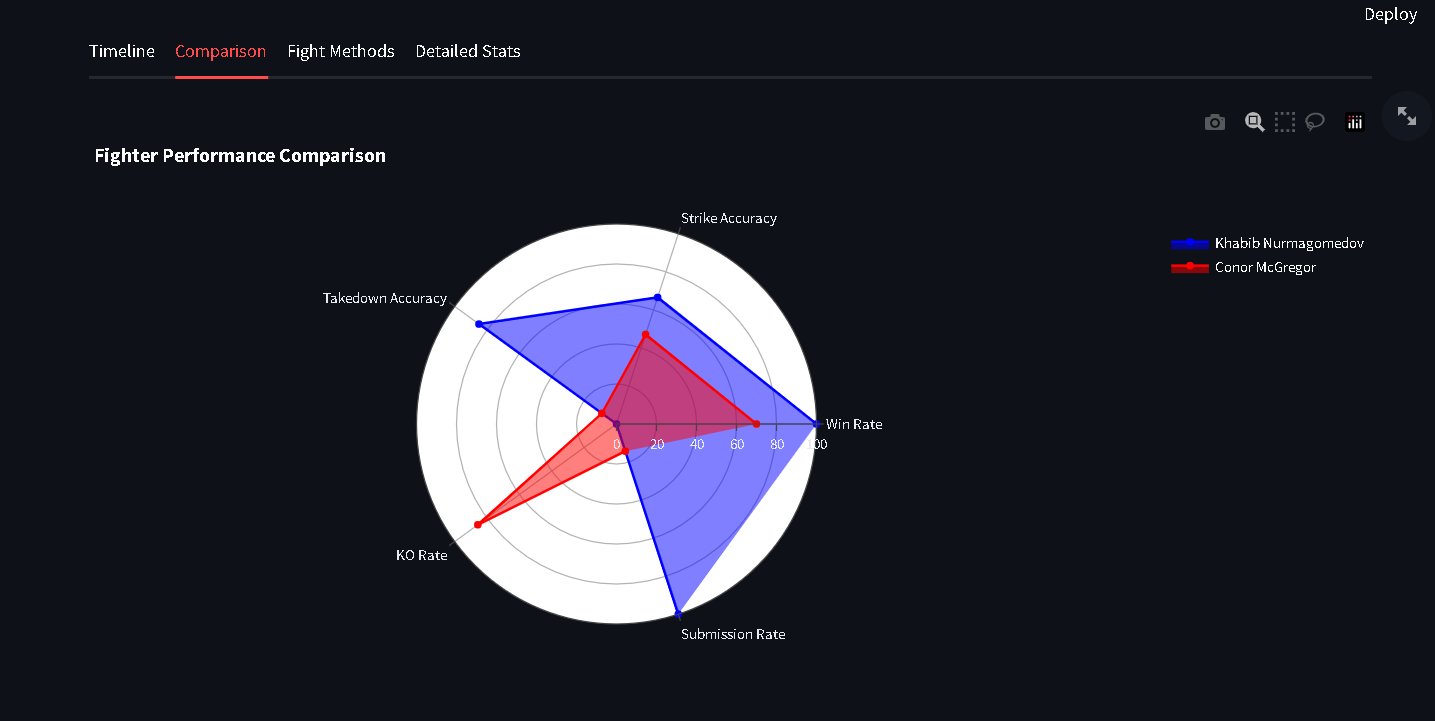 Deploy
Timeline Comparison Fight Methods Detailed Stats
Fighter Performance Comparison
Strike Accuracy
Khabib Nurmagomedov
Conor McGregor
Takedown Accuracy
Win Rate
0 20 40 60 80 100
KO Rate
Submission Rate